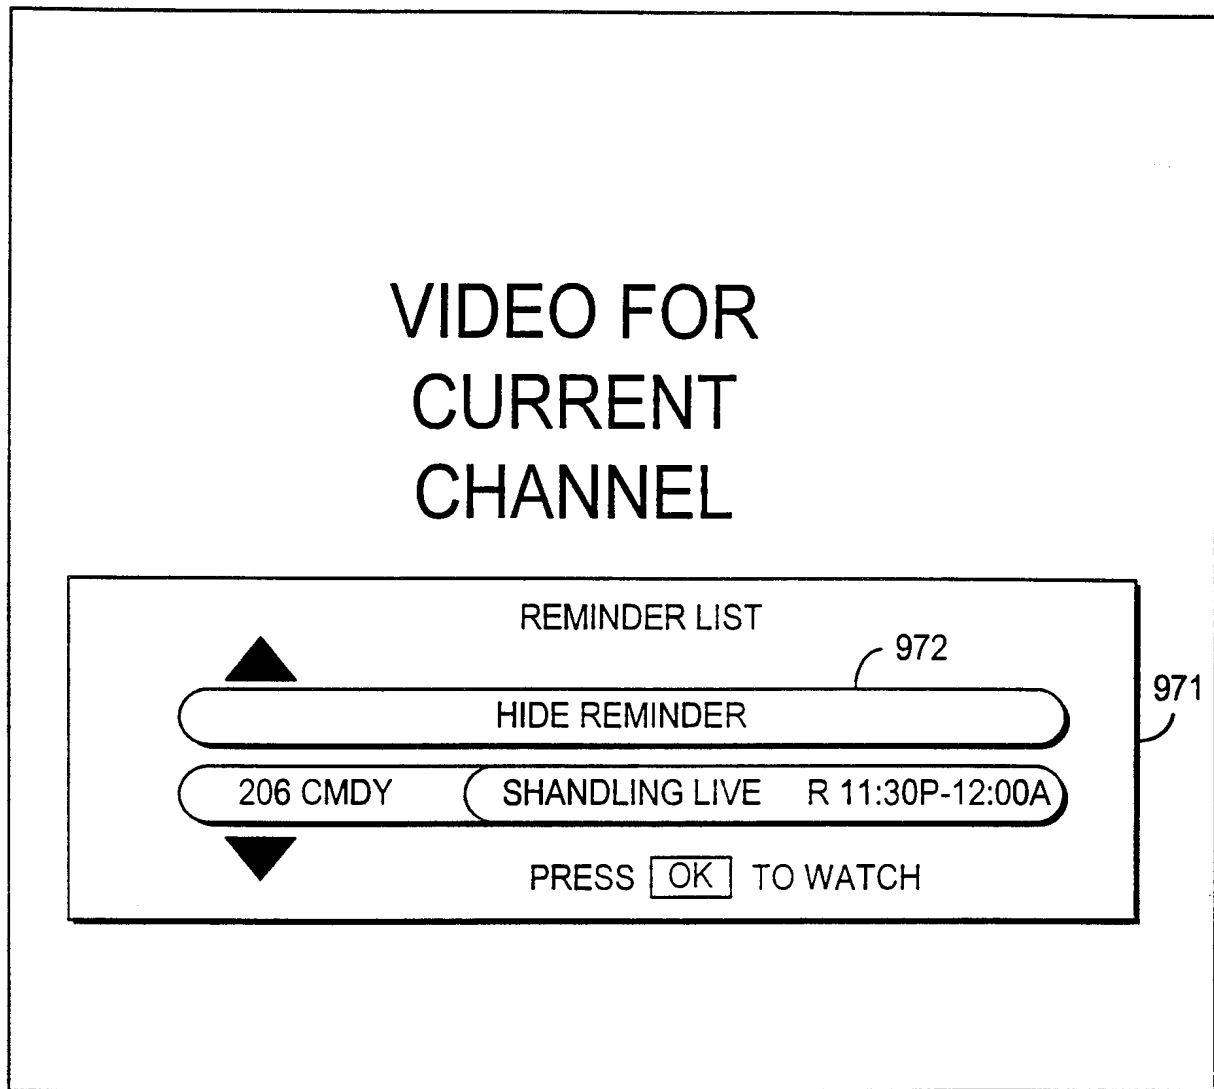 VIDEO FOR
CURRENT
CHANNEL
REMINDER LIST
972
971
HIDE REMINDER
206 CMDY SHANDLING LIVE R 11:30P-12:00A
PRESS OK TO WATCH